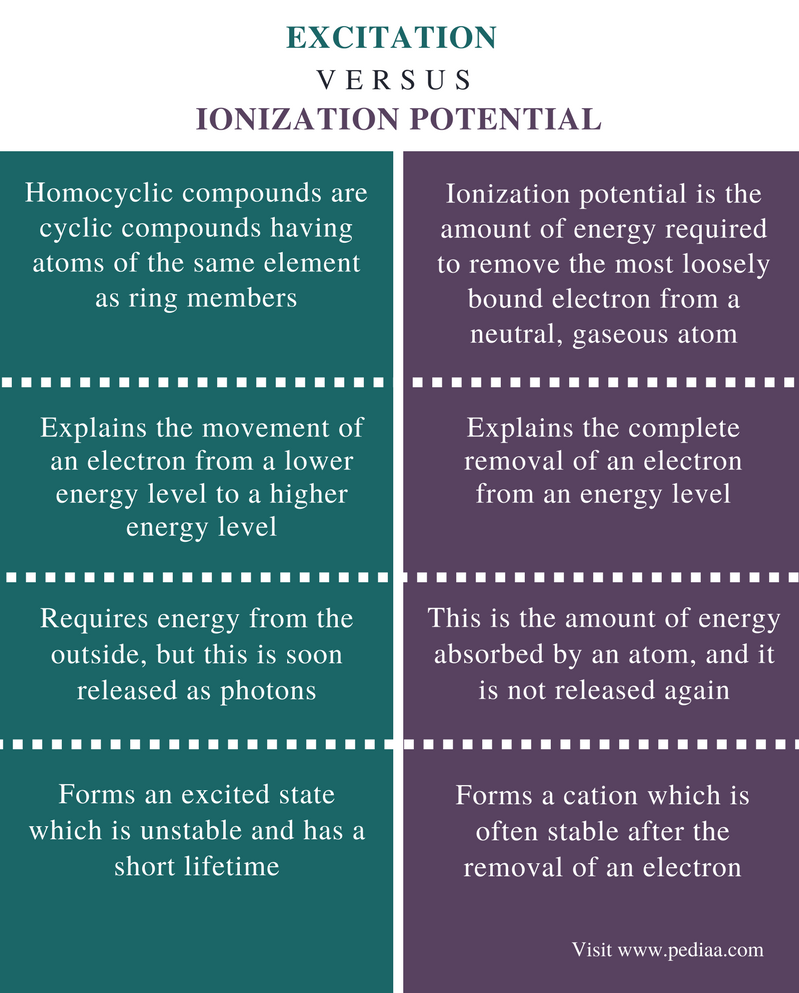 EXCITATION
VERSUS
IONIZATION POTENTIAL
Homocyclic compounds are
cyclic compounds having
atoms of the same element
as ring members
Ionization potential is the
amount of energy required
to remove the most loosely
bound electron from a
neutral, gaseous atom
Explains the movement of
an electron from a lower
energy level to a higher
energy level
Explains the complete
removal of an electron
from an energy level
Requires energy from the
outside, but this is soon
released as photons
This is the amount of energy
absorbed by an atom, and it
is not released again
Forms an excited state
which is unstable and has a
short lifetime
Forms a cation which is
often stable after the
removal of an electron
Visit www.pediaa.com